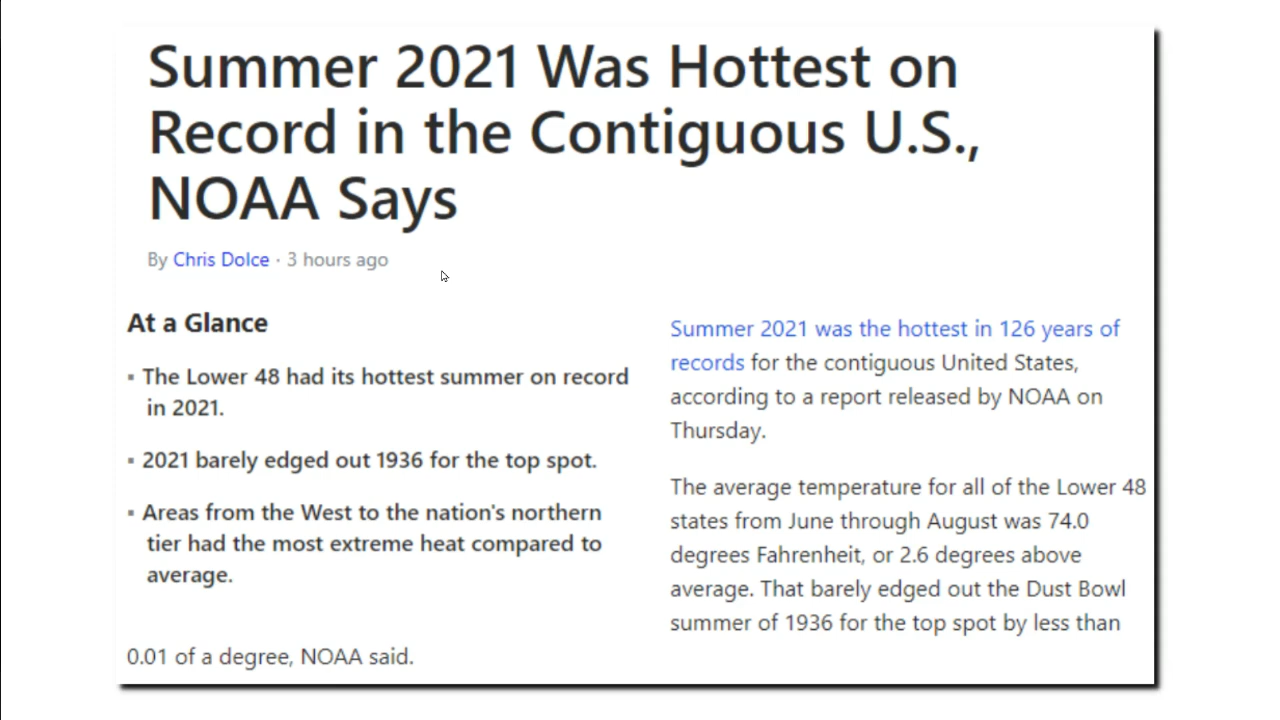 Summer 2021 Was Hottest on
Record in the Contiguous U.S.,
NOAA Says
By Chris Dolce · 3 hours ago
At a Glance
▪ The Lower 48 had its hottest summer on record
in 2021.
▪ 2021 barely edged out 1936 for the top spot.
▪ Areas from the West to the nation's northern
tier had the most extreme heat compared to
average.
Summer 2021 was the hottest in 126 years of
records for the contiguous United States,
according to a report released by NOAA on
Thursday.
The average temperature for all of the Lower 48
states from June through August was 74.0
degrees Fahrenheit, or 2.6 degrees above
average. That barely edged out the Dust Bowl
summer of 1936 for the top spot by less than
0.01 of a degree, NOAA said.